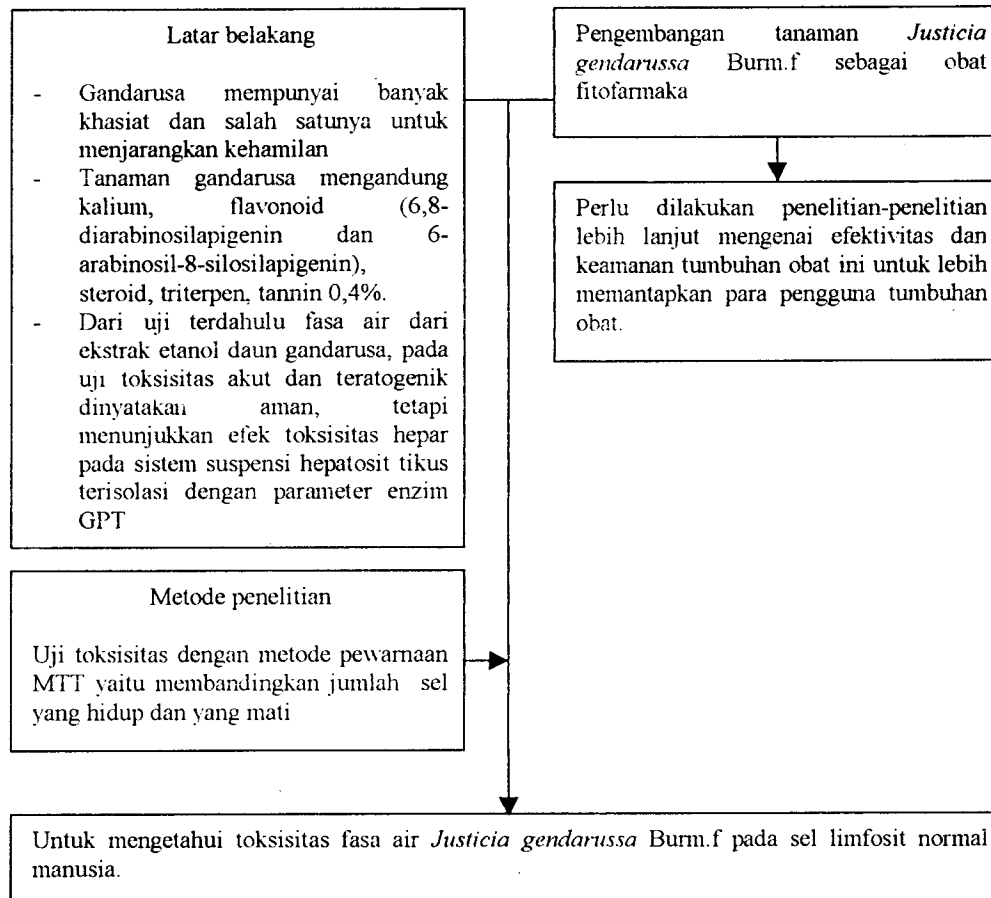 Latar belakang
- Gandarusa mempunyai banyak
khasiat dan salah satunya untuk
menjarangkan kehamilan
- Tanaman gandarusa mengandung
kalium, flavonoid (6,8-
diarabinosilapigenin dan 6-
arabinosil-8-silosilapigenin),
steroid, triterpen, tannin 0,4%.
- Dari uji terdahulu fasa air dari
ekstrak etanol daun gandarusa, pada
uji toksisitas akut dan teratogenik
dinyatakan aman, tetapi
menunjukkan efek toksisitas hepar
pada sistem suspensi hepatosit tikus
terisolasi dengan parameter enzim
GPT
Pengembangan tanaman Justicia
gendarussa Burm.f sebagai obat
fitofarmaka
Perlu dilakukan penelitian-penelitian
lebih lanjut mengenai efektivitas dan
keamanan tumbuhan obat ini untuk lebih
memantapkan para pengguna tumbuhan
obat.
Metode penelitian
Uji toksisitas dengan metode pewarnaan
MTT yaitu membandingkan jumlah sel
yang hidup dan yang mati
Untuk mengetahui toksisitas fasa air Justicia gendarussa Burm.f pada sel limfosit normal
manusia.